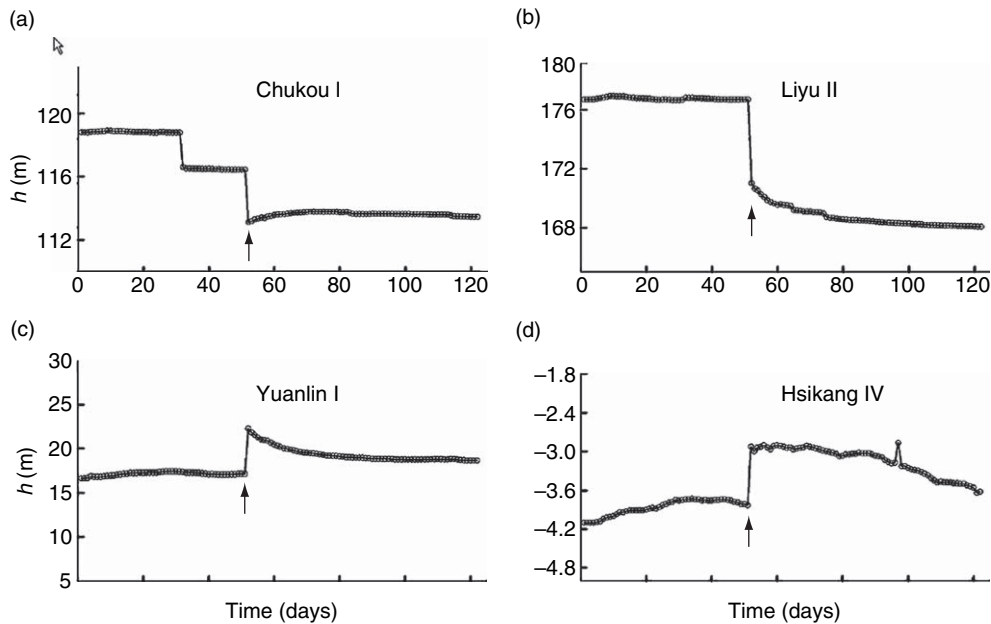 (a)
Chukou I
h (m)
120
116
112
0 20 40 60 80 100 120
(b)
Liyu II
180
176
172
168
0 20 40 60 80 100 120
(c)
Yuanlin I
h (m)
30
25
20
15
10
5
Time (days)
(d)
Hsikang IV
−1.8
−2.4
−3.0
−3.6
−4.2
−4.8
Time (days)